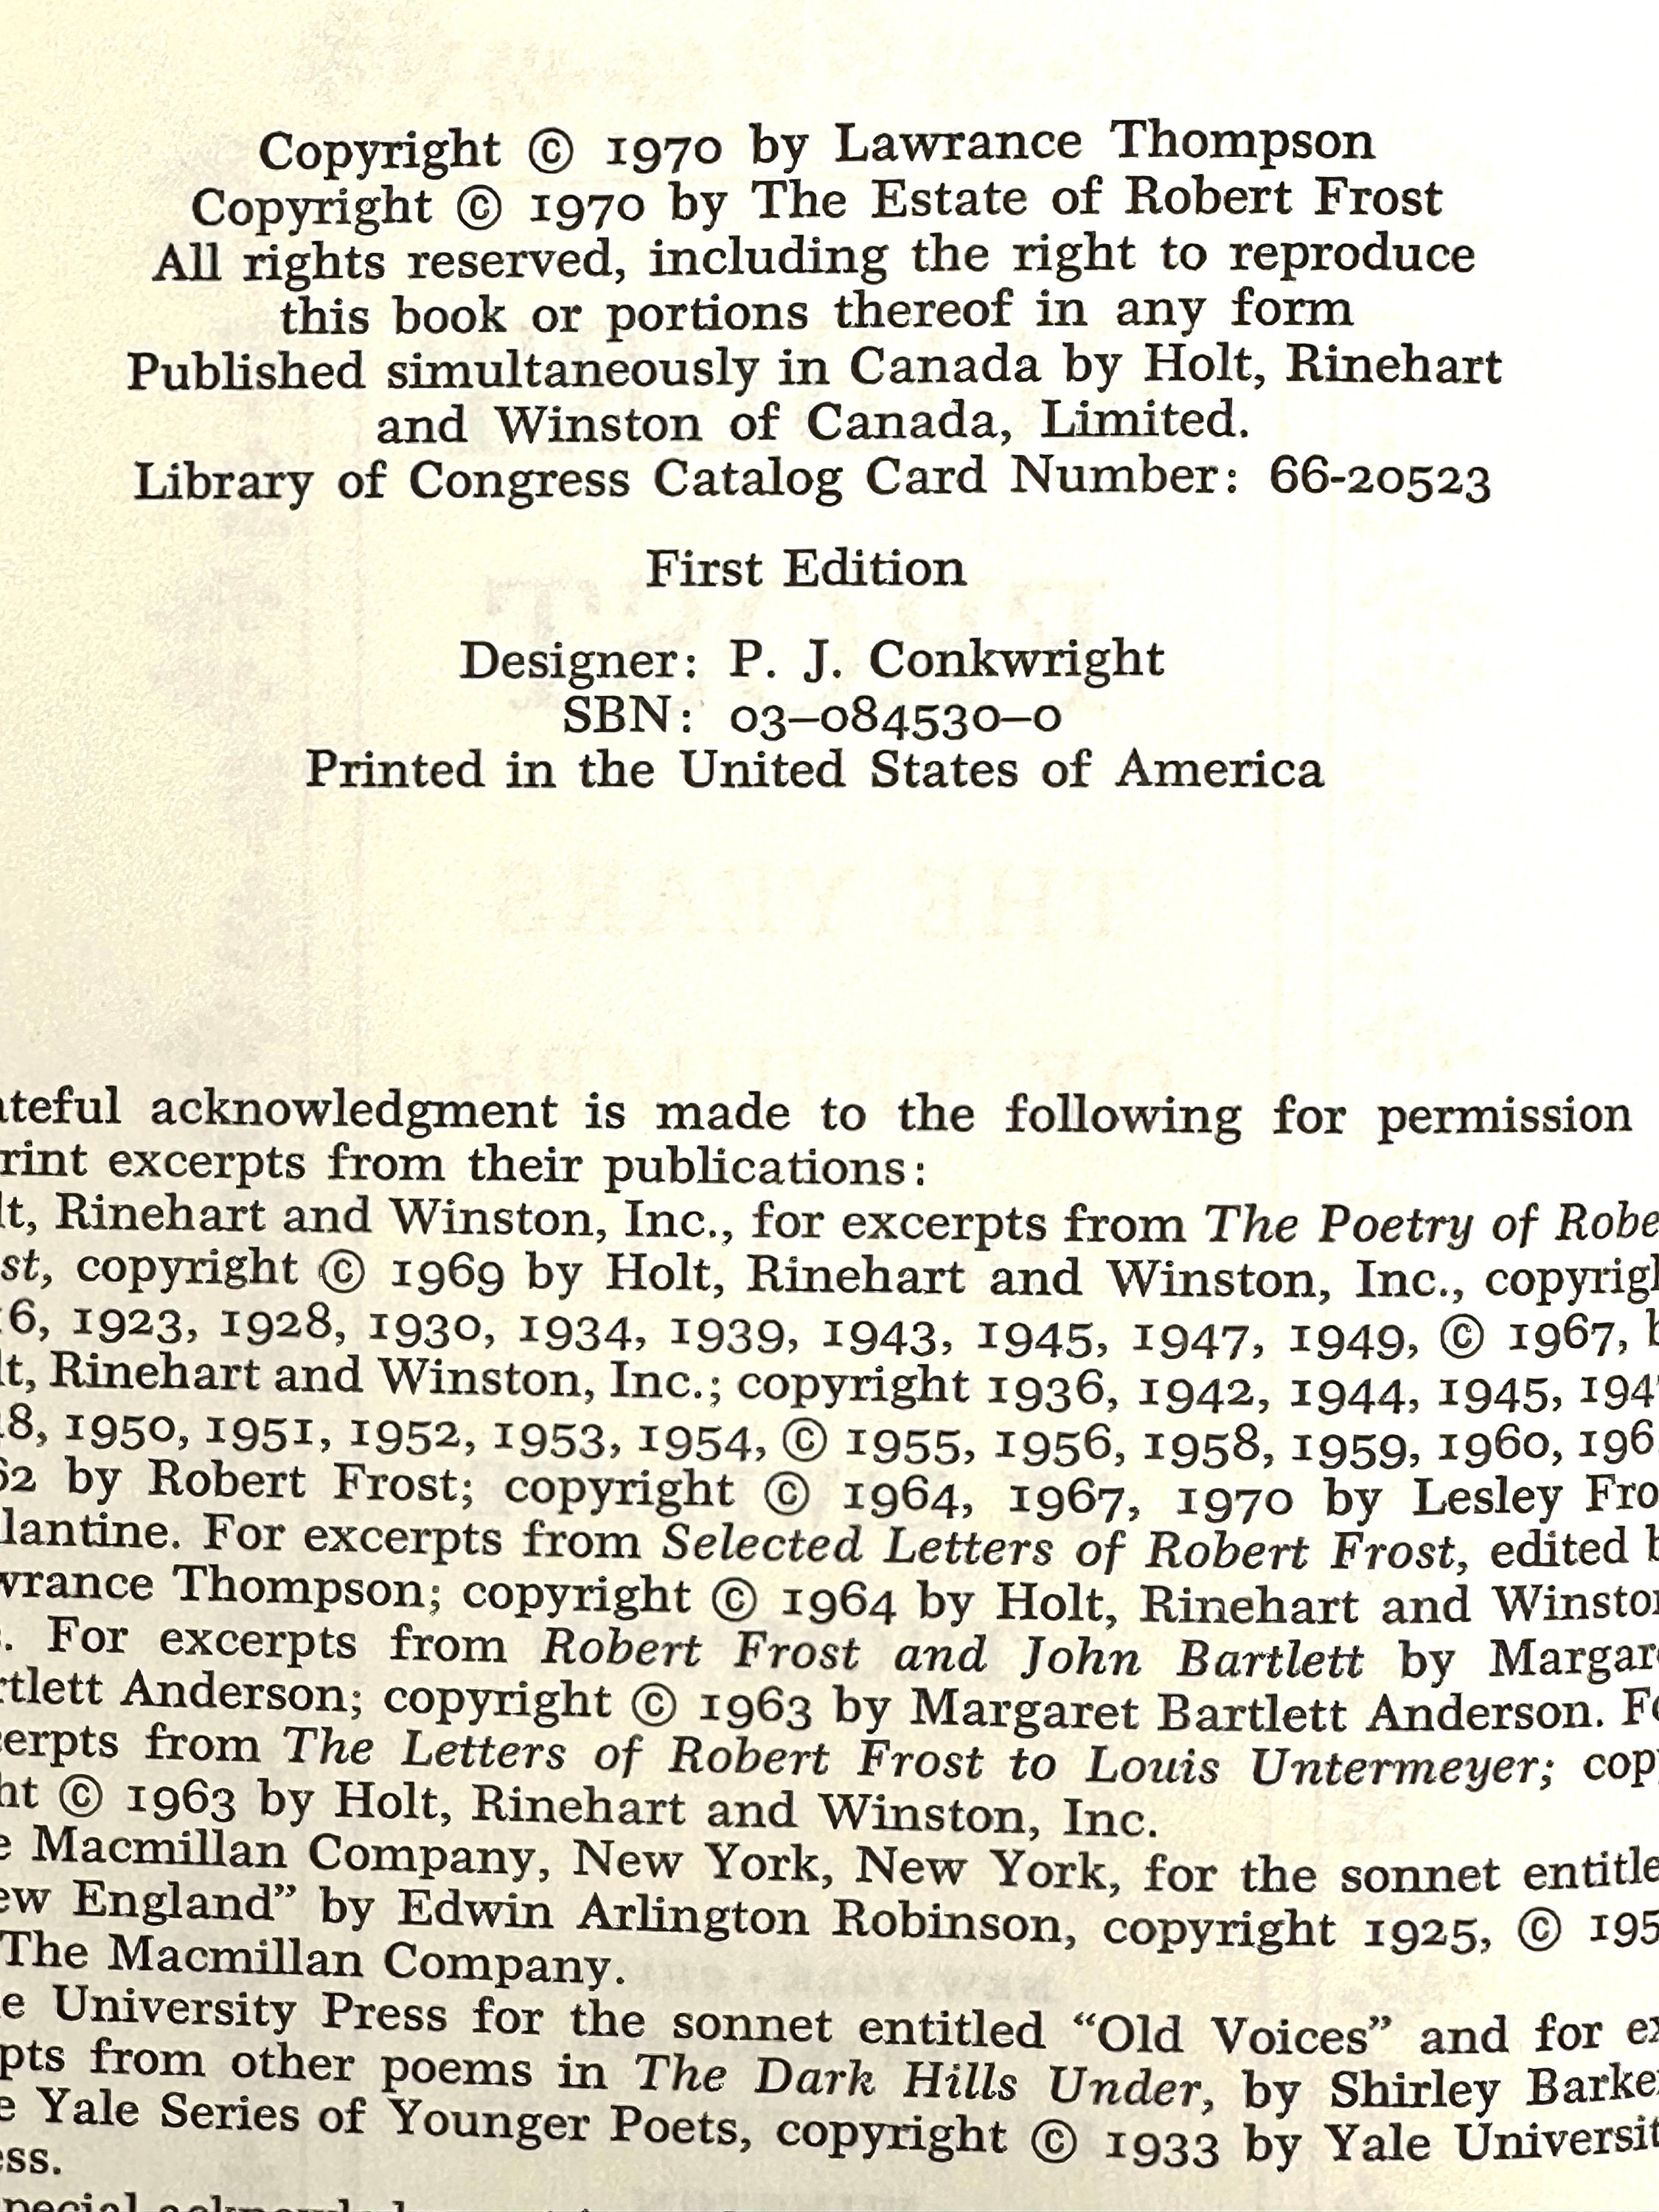 Copyright © 1970 by Lawrance Thompson
Copyright © 1970 by The Estate of Robert Frost
All rights reserved, including the right to reproduce
this book or portions thereof in any form
Published simultaneously in Canada by Holt, Rinehart
and Winston of Canada, Limited.
Library of Congress Catalog Card Number: 66-20523
First Edition
Designer: P. J. Conkwright
SBN: 03–084530–0
Printed in the United States of America
ateful acknowledgment is made to the following for permission
rint excerpts from their publications:
lt, Rinehart and Winston, Inc., for excerpts from The Poetry of Robe
st, copyright © 1969 by Holt, Rinehart and Winston, Inc., copyrigh
6, 1923, 1928, 1930, 1934, 1939, 1943, 1945, 1947, 1949, © 1967, b
lt, Rinehart and Winston, Inc.; copyright 1936, 1942, 1944, 1945, 194
8, 1950, 1951, 1952, 1953, 1954, © 1955, 1956, 1958, 1959, 1960, 196
62 by Robert Frost; copyright © 1964, 1967, 1970 by Lesley Fro
lantine. For excerpts from Selected Letters of Robert Frost, edited b
wrance Thompson; copyright © 1964 by Holt, Rinehart and Winston
. For excerpts from Robert Frost and John Bartlett by Margar
rtlett Anderson; copyright © 1963 by Margaret Bartlett Anderson. Fo
erpts from The Letters of Robert Frost to Louis Untermeyer; copy
ht © 1963 by Holt, Rinehart and Winston, Inc.
e Macmillan Company, New York, New York, for the sonnet entitle
ew England” by Edwin Arlington Robinson, copyright 1925, © 195
The Macmillan Company.
e University Press for the sonnet entitled “Old Voices” and for ex
pts from other poems in The Dark Hills Under, by Shirley Barke
e Yale Series of Younger Poets, copyright © 1933 by Yale Universit
ess.